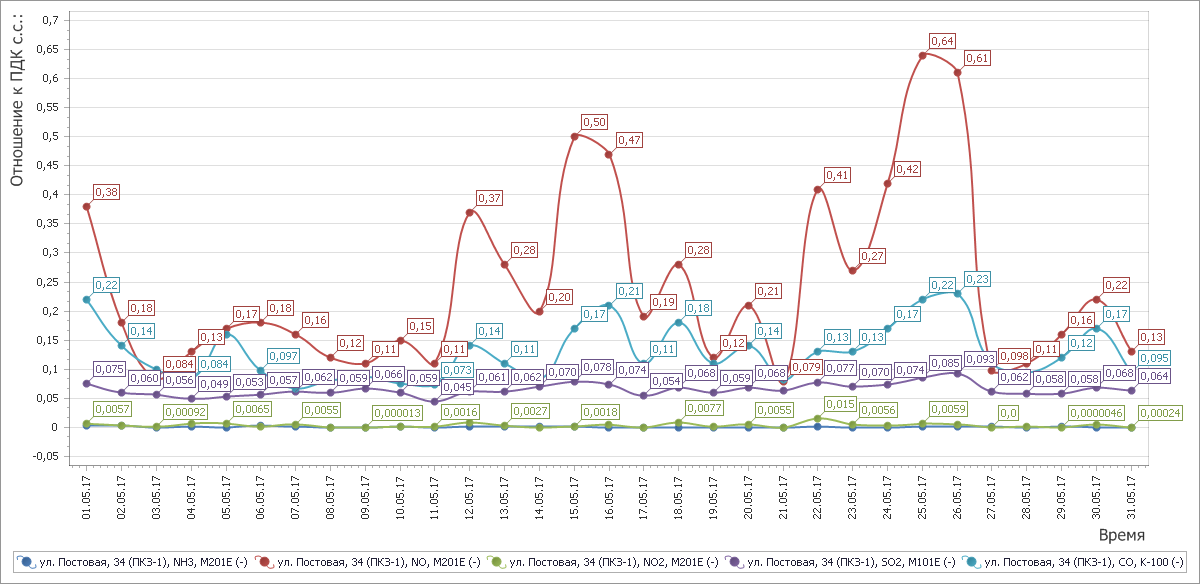 Отношение к ПДК с.с.:
0,7
0,65
0,6
0,55
0,5
0,45
0,4
0,35
0,3
0,25
0,2
0,15
0,1
0,05
0
-0,05
0,38 0,18 0,084 0,13 0,17 0,18 0,16 0,12 0,11 0,15 0,11 0,37 0,28 0,20 0,50 0,47 0,19 0,28 0,12 0,21 0,079 0,41 0,27 0,42 0,64 0,61 0,098 0,11 0,16 0,22 0,13
0,22 0,14 0,084 0,097 0,073 0,14 0,11 0,17 0,21 0,11 0,18 0,14 0,13 0,13 0,17 0,22 0,23 0,12 0,17 0,095
0,075 0,060 0,056 0,049 0,053 0,057 0,062 0,059 0,066 0,059 0,045 0,061 0,062 0,070 0,078 0,074 0,054 0,068 0,059 0,068 0,077 0,070 0,074 0,085 0,093 0,062 0,058 0,058 0,068 0,064
0,0057 0,00092 0,0065 0,0055 0,000013 0,0016 0,0027 0,0018 0,0077 0,0055 0,015 0,0056 0,0059 0,0 0,0000046 0,00024
01.05.17 02.05.17 03.05.17 04.05.17 05.05.17 06.05.17 07.05.17 08.05.17 09.05.17 10.05.17 11.05.17 12.05.17 13.05.17 14.05.17 15.05.17 16.05.17 17.05.17 18.05.17 19.05.17 20.05.17 21.05.17 22.05.17 23.05.17 24.05.17 25.05.17 26.05.17 27.05.17 28.05.17 29.05.17 30.05.17 31.05.17
Время
ул. Постовая, 34 (ПКЗ-1), NH3, M201E (-) ул. Постовая, 34 (ПКЗ-1), NO, M201E (-) ул. Постовая, 34 (ПКЗ-1), NO2, M201E (-) ул. Постовая, 34 (ПКЗ-1), SO2, M101E (-) ул. Постовая, 34 (ПКЗ-1), CO, K-100 (-)